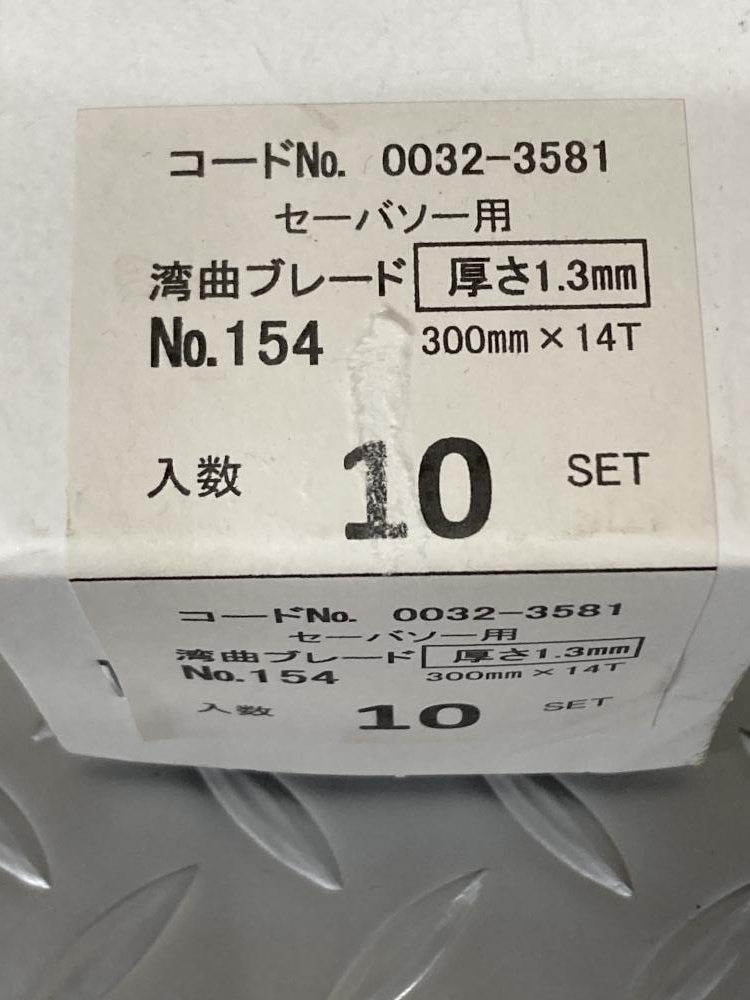 コードNo. 0032-3581
セーバソー用
湾曲ブレード 厚さ1.3mm
No.154 300mm×14T
入数 10 SET
コードNo. 0032-3581
セーバソー用
湾曲ブレード 厚さ1.3mm
No.154 300mm×14T
入数 10 SET